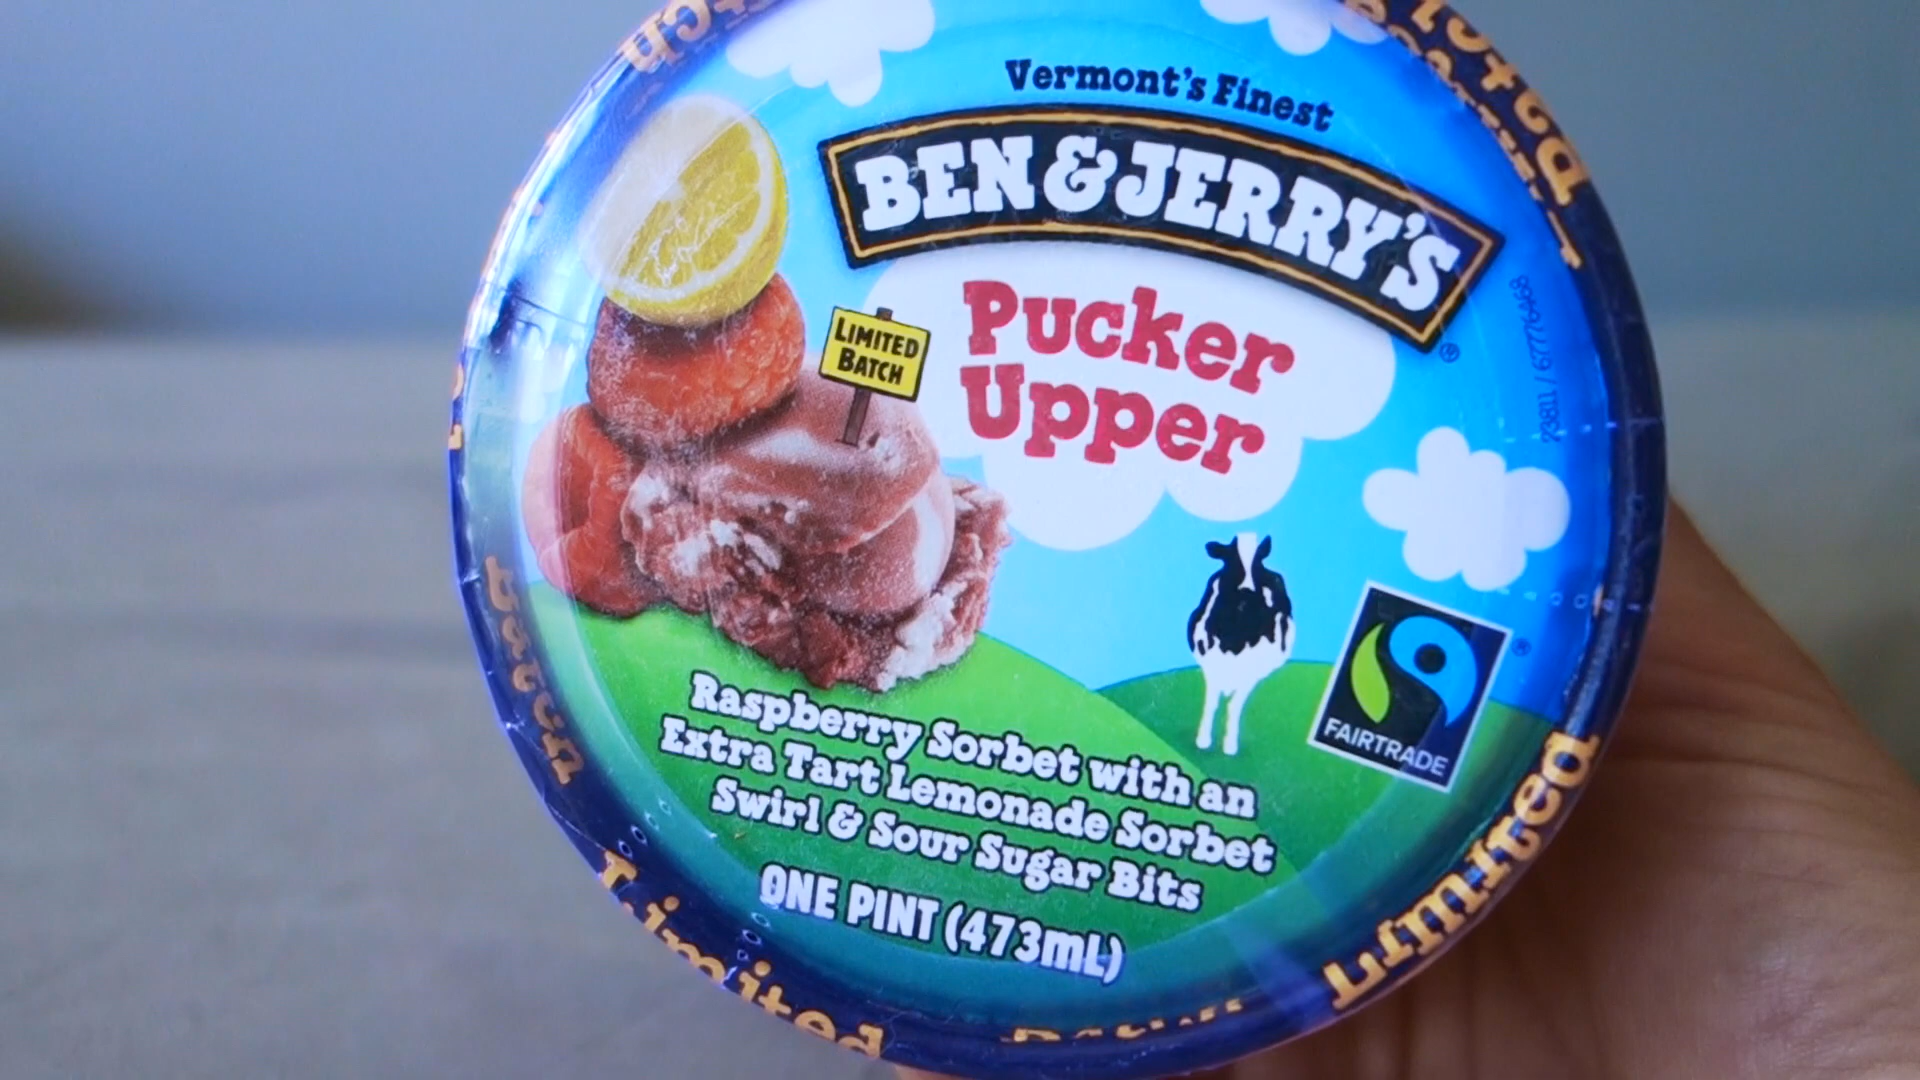 Vermont's Finest
BEN & JERRY'S
Pucker
Upper
LIMITED
BATCH
FAIRTRADE
Raspberry Sorbet with an
Extra Tart Lemonade Sorbet
Swirl & Sour Sugar Bits
ONE PINT (473mL)
Limited
Batch
Limited